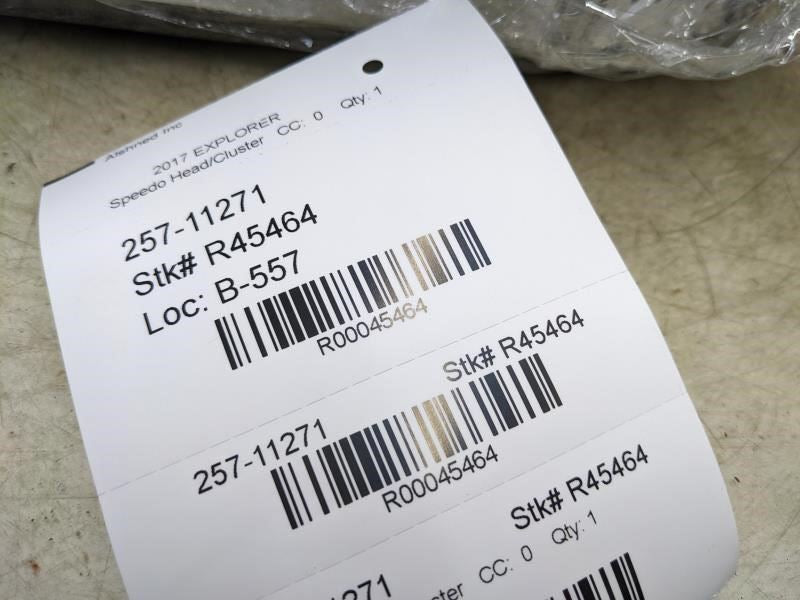 Inc
2017 EXPLORER
Speedo Head/Cluster CC: 0 Qty: 1
257-11271
Stk# R45464
Loc: B-557
R00045464
Stk# R45464
257-11271
R00045464
Stk# R45464
CC: 0 Qty: 1